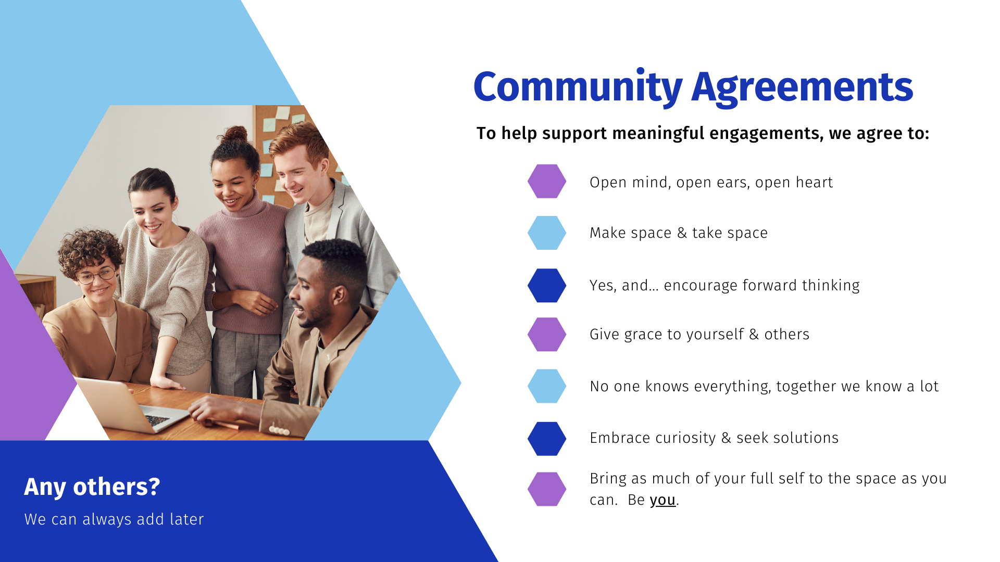 Community Agreements
To help support meaningful engagements, we agree to:
Open mind, open ears, open heart
Make space & take space
Yes, and... encourage forward thinking
Give grace to yourself & others
No one knows everything, together we know a lot
Embrace curiosity & seek solutions
Bring as much of your full self to the space as you
can.  Be you.
Any others?
We can always add later